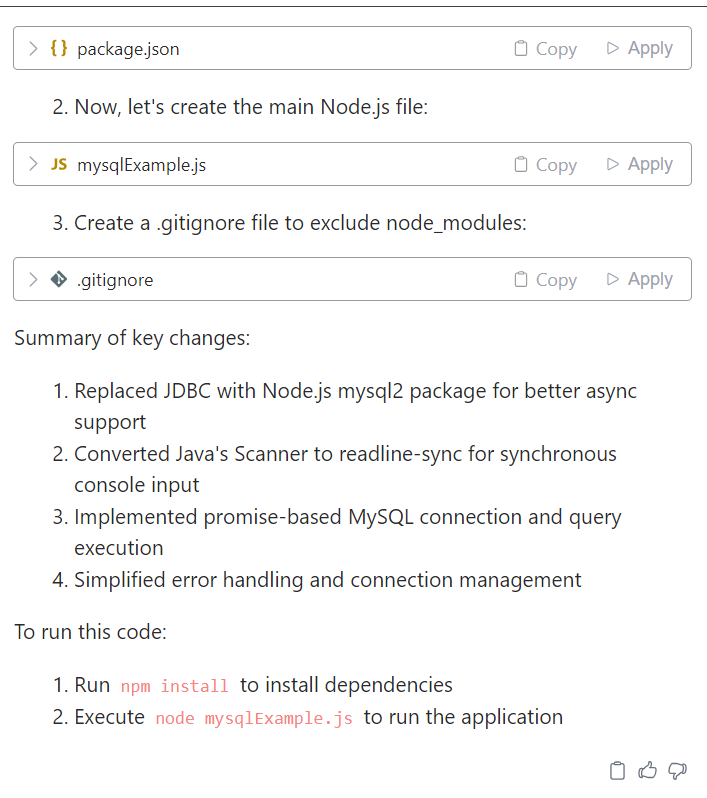 {} package.json Copy Apply
2. Now, let's create the main Node.js file:
JS mysqlExample.js Copy Apply
3. Create a .gitignore file to exclude node_modules:
.gitignore Copy Apply
Summary of key changes:
1. Replaced JDBC with Node.js mysql2 package for better async
support
2. Converted Java's Scanner to readline-sync for synchronous
console input
3. Implemented promise-based MySQL connection and query
execution
4. Simplified error handling and connection management
To run this code:
1. Run npm install to install dependencies
2. Execute node mysqlExample.js to run the application